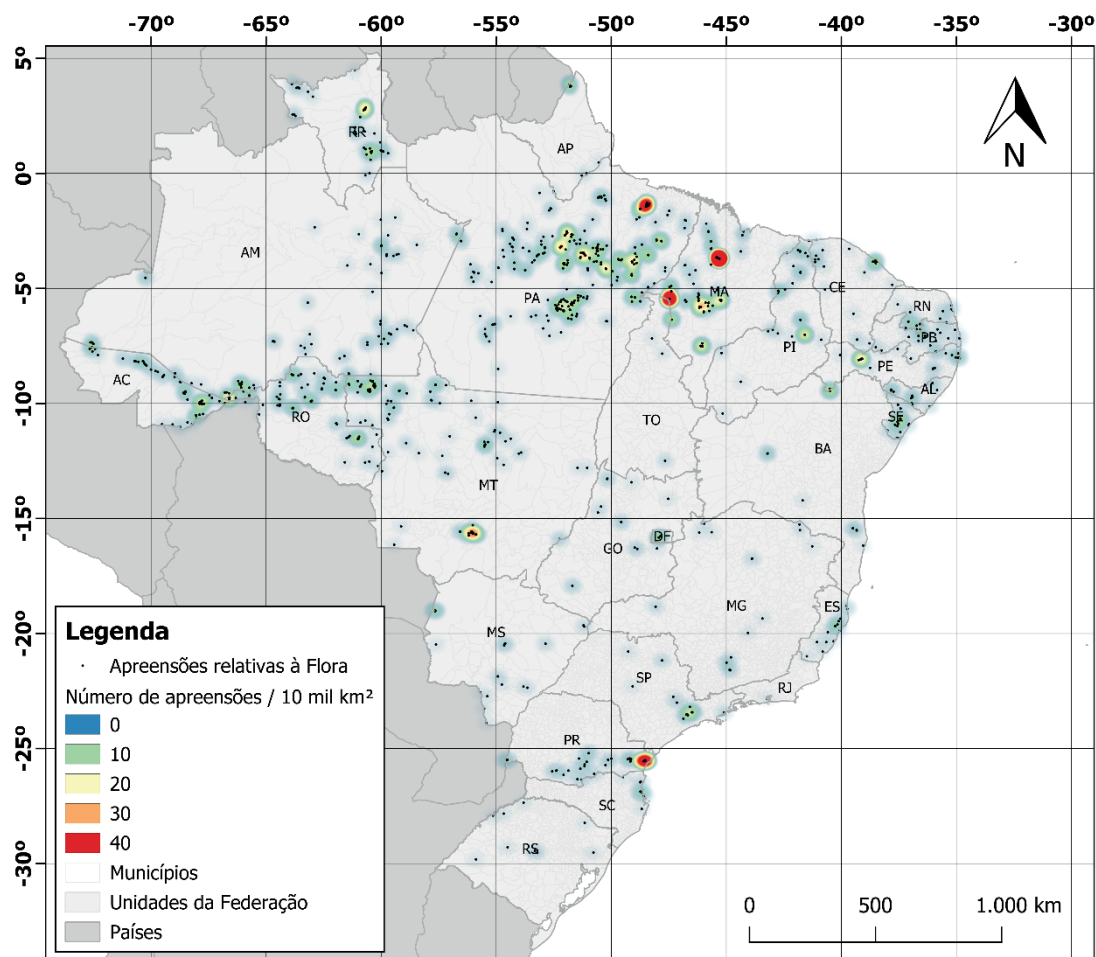 -70º -65º -60º -55º -50º -45º -40º -35º -30º
5º
0º
-5º
-10º
-15º
-20º
-25º
-30º
N
RR
AP
AM
PA
MA
CE
RN
PB
PI
PE
AC
AL
RO
SE
TO
BA
MT
GO
DF
MG
ES
MS
SP
RJ
PR
SC
RS
Legenda
Apreensões relativas à Flora
Número de apreensões / 10 mil km²
0
10
20
30
40
Municípios
Unidades da Federação
Países
0 500 1.000 km